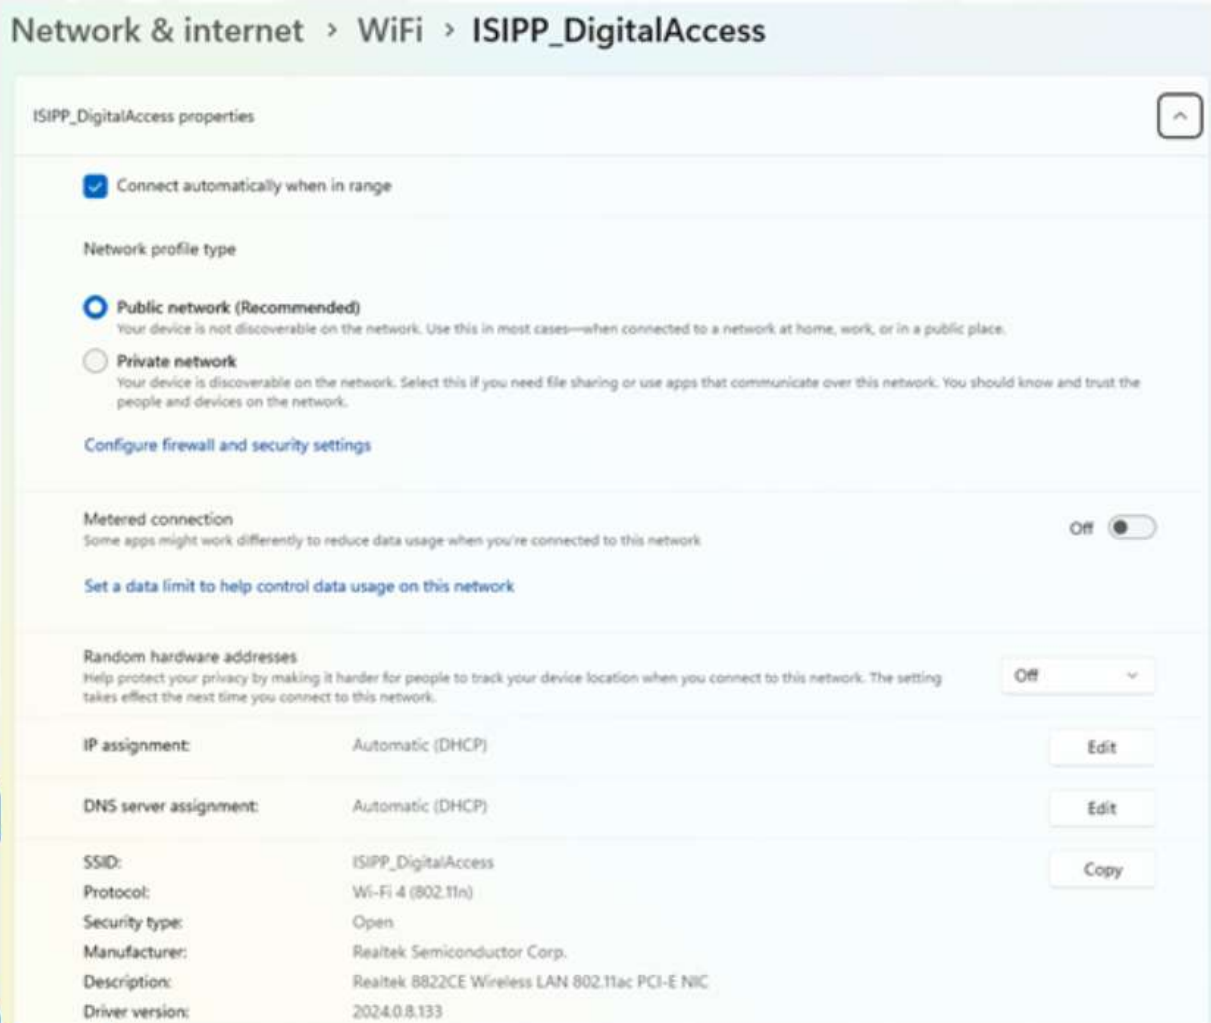 Network & internet > WiFi > ISIPP_DigitalAccess
ISIPP_DigitalAccess properties
Connect automatically when in range
Network profile type
Public network (Recommended)
Your device is not discoverable on the network. Use this in most cases—when connected to a network at home, work, or in a public place.
Private network
Your device is discoverable on the network. Select this if you need file sharing or use apps that communicate over this network. You should know and trust the
people and devices on the network.
Configure firewall and security settings
Metered connection
Off
Some apps might work differently to reduce data usage when you're connected to this network
Set a data limit to help control data usage on this network
Random hardware addresses
Help protect your privacy by making it harder for people to track your device location when you connect to this network. The setting
takes effect the next time you connect to this network.
Off
IP assignment: Automatic (DHCP) Edit
DNS server assignment: Automatic (DHCP) Edit
SSID: ISIPP_DigitalAccess Copy
Protocol: Wi-Fi 4 (802.11n)
Security type: Open
Manufacturer: Realtek Semiconductor Corp.
Description: Realtek 8822CE Wireless LAN 802.11ac PCI-E NIC
Driver version: 2024.0.8.133